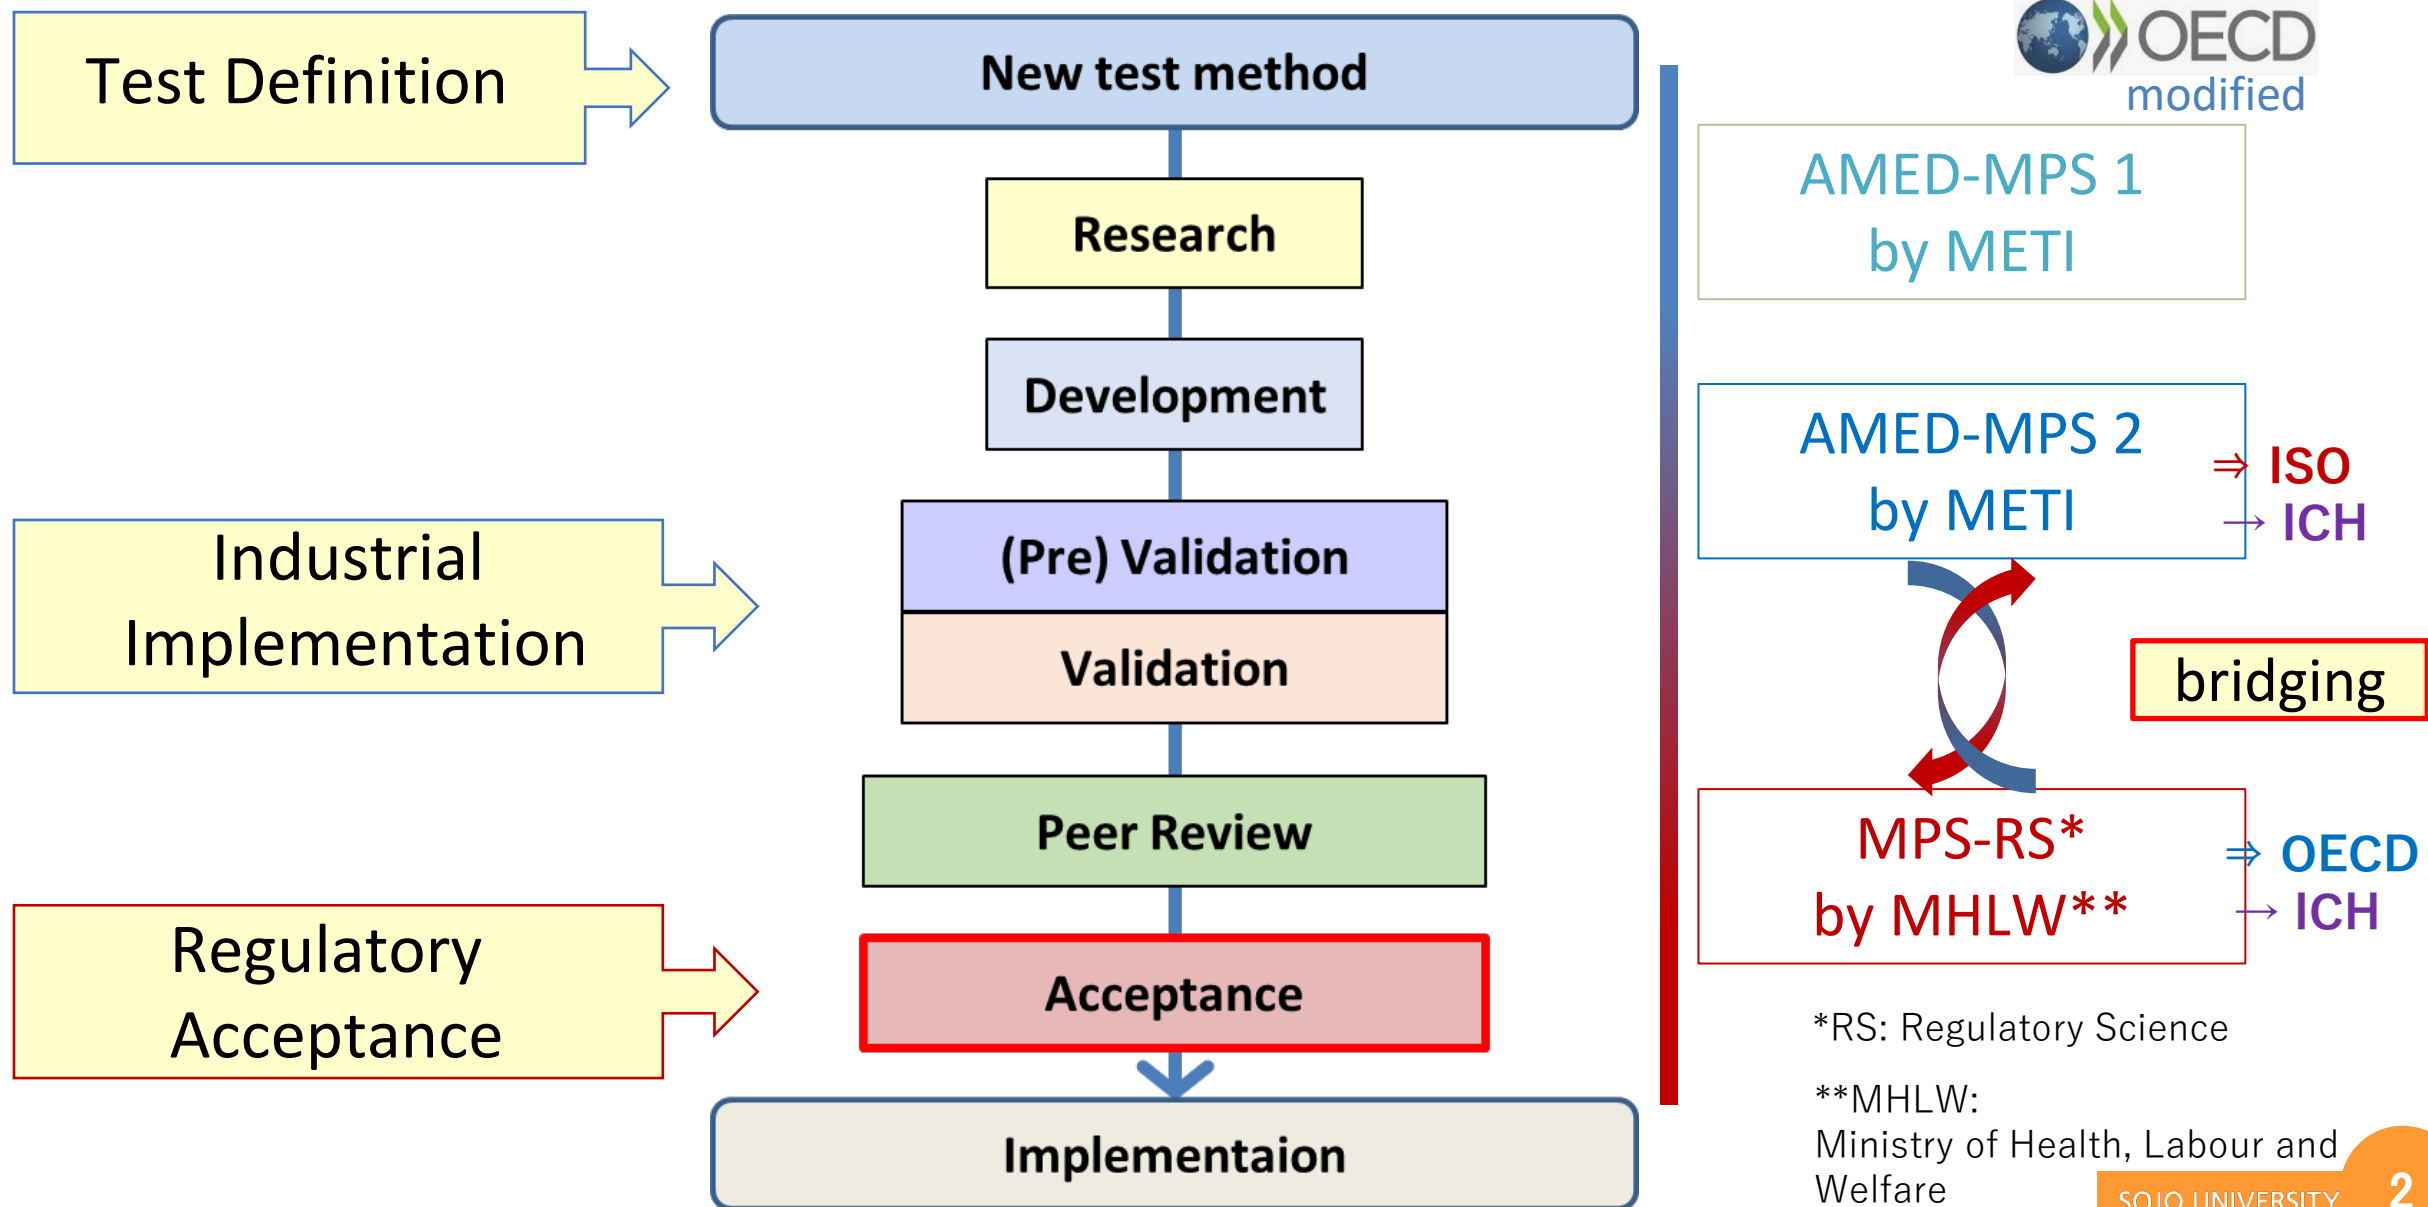 Test Definition
New test method
Research
Development
Industrial
Implementation
(Pre) Validation
Validation
Peer Review
Regulatory
Acceptance
Acceptance
Implementaion
OECD
modified
AMED-MPS 1
by METI
AMED-MPS 2
by METI
⇒ ISO
→ ICH
bridging
MPS-RS*
by MHLW**
⇒ OECD
→ ICH
*RS: Regulatory Science
**MHLW:
Ministry of Health, Labour and
Welfare
SOJO UNIVERSITY
2